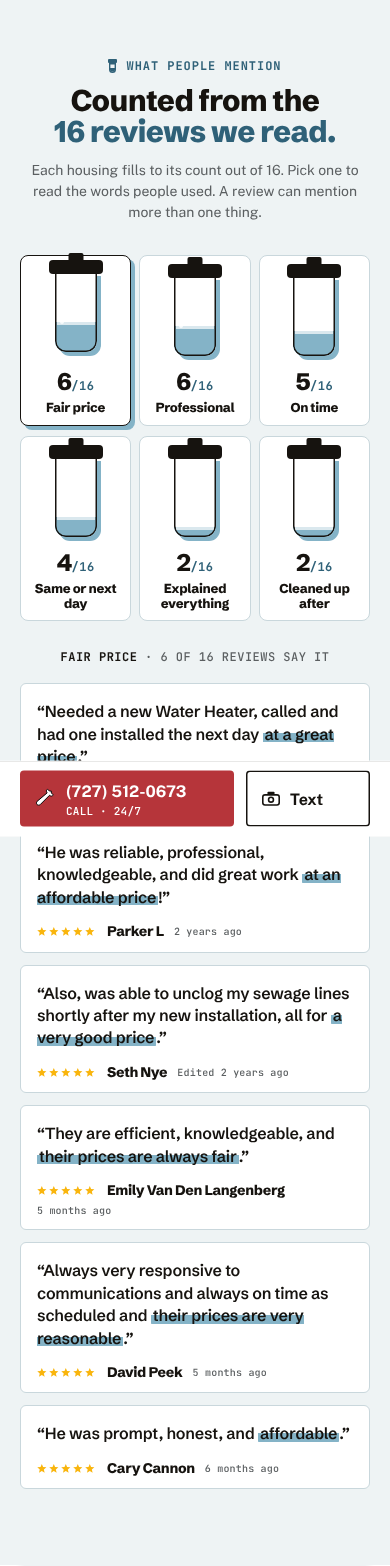 WHAT PEOPLE MENTION
Counted from the
16 reviews we read.
Each housing fills to its count out of 16. Pick one to
read the words people used. A review can mention
more than one thing.
6/16
Fair price
6/16
Professional
5/16
On time
4/16
Same or next
day
2/16
Explained
everything
2/16
Cleaned up
after
FAIR PRICE · 6 OF 16 REVIEWS SAY IT
“Needed a new Water Heater, called and
had one installed the next day at a great
price.”
(727) 512-0673
CALL · 24/7
Text
“He was reliable, professional,
knowledgeable, and did great work at an
affordable price!”
Parker L 2 years ago
“Also, was able to unclog my sewage lines
shortly after my new installation, all for a
very good price.”
Seth Nye Edited 2 years ago
“They are efficient, knowledgeable, and
their prices are always fair.”
Emily Van Den Langenberg
5 months ago
“Always very responsive to
communications and always on time as
scheduled and their prices are very
reasonable.”
David Peek 5 months ago
“He was prompt, honest, and affordable.”
Cary Cannon 6 months ago